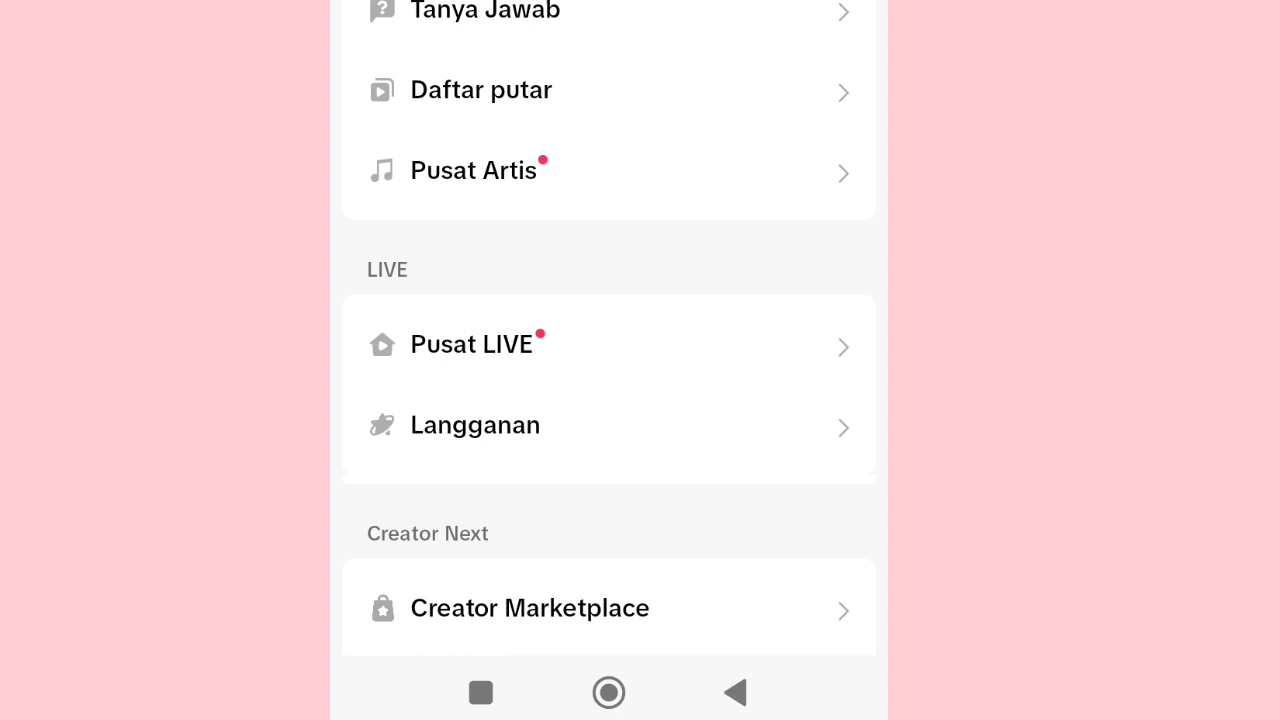 Tanya Jawab
Daftar putar
Pusat Artis
LIVE
Pusat LIVE
Langganan
Creator Next
Creator Marketplace